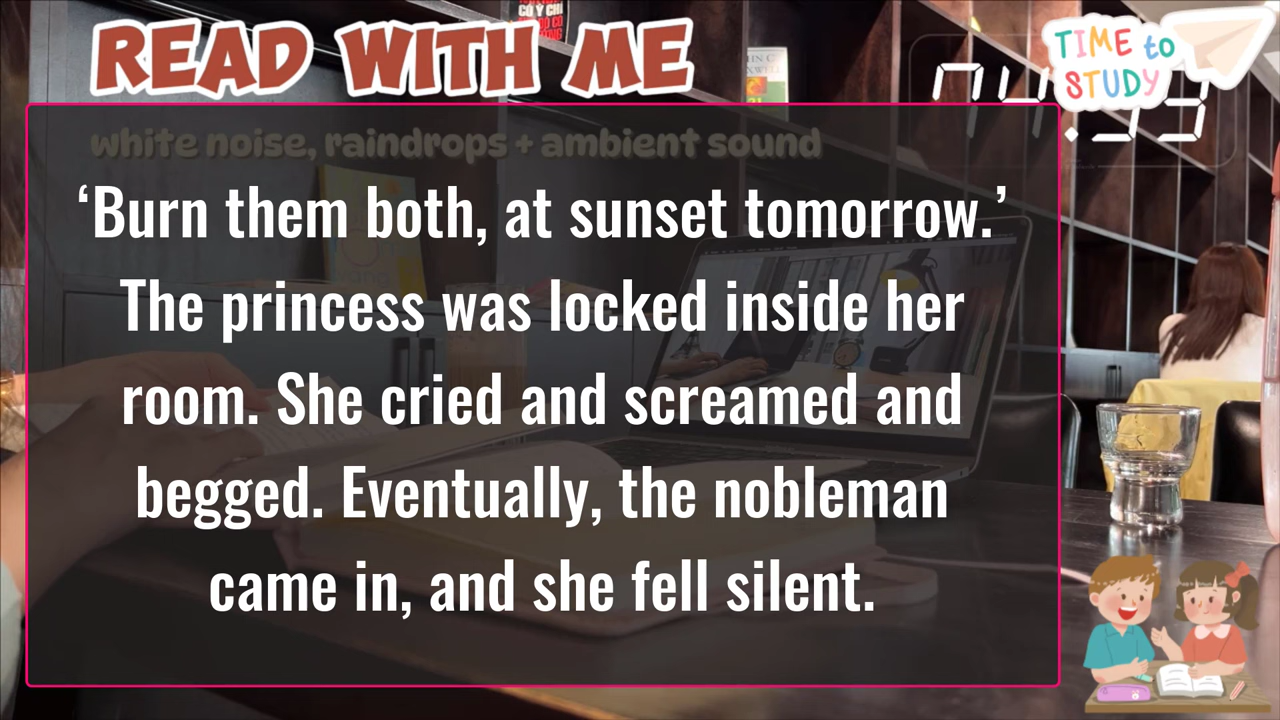 READ WITH ME
TIME to
STUDY
white noise, raindrops + ambient sound
‘Burn them both, at sunset tomorrow.’
The princess was locked inside her
room. She cried and screamed and
begged. Eventually, the nobleman
came in, and she fell silent.